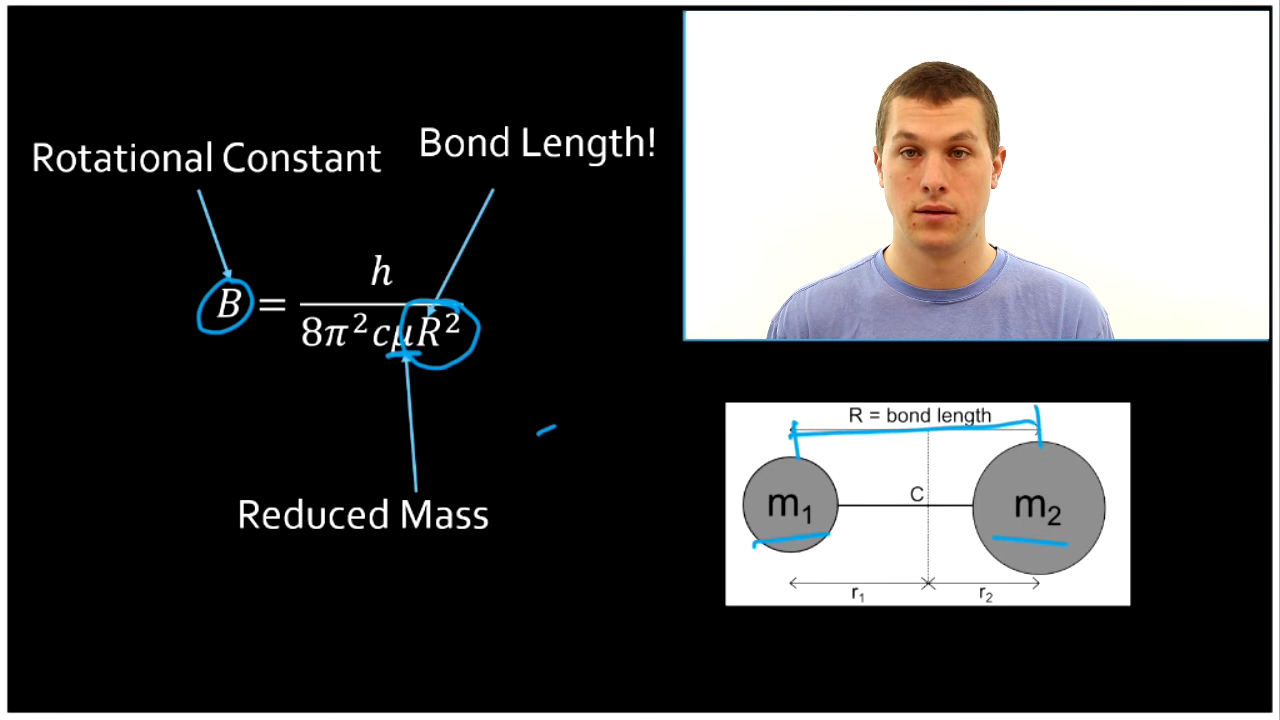 Rotational Constant
Bond Length!
B = h / 8π²cμR²
Reduced Mass
R = bond length
m₁
C
m₂
r₁
r₂